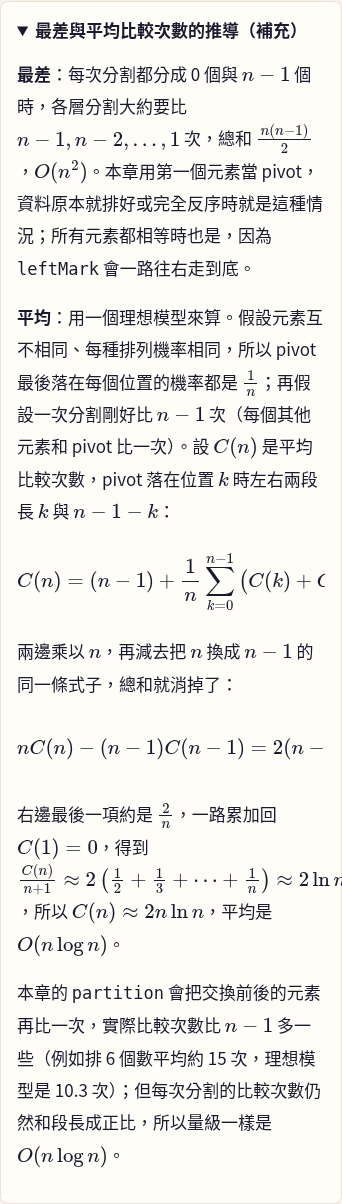 ▼ 最差與平均比較次數的推導（補充）
最差：每次分割都分成 0 個與 n − 1 個
時，各層分割大約要比
n − 1, n − 2, … , 1 次，總和 n(n−1)/2
，O(n²)。本章用第一個元素當 pivot，
資料原本就排好或完全反序時就是這種情
況；所有元素都相等時也是，因為
leftMark 會一路往右走到底。
平均：用一個理想模型來算。假設元素互
不相同、每種排列機率相同，所以 pivot
最後落在每個位置的機率都是 1/n；再假
設一次分割剛好比 n − 1 次（每個其他
元素和 pivot 比一次）。設 C(n) 是平均
比較次數，pivot 落在位置 k 時左右兩段
長 k 與 n − 1 − k：
C(n) = (n − 1) + 1/n ∑_{k=0}^{n−1} (C(k) +
兩邊乘以 n，再減去把 n 換成 n − 1 的
同一條式子，總和就消掉了：
nC(n) − (n − 1)C(n − 1) = 2(n −
右邊最後一項約是 2/n，一路累加回
C(1) = 0，得到
C(n)/(n+1) ≈ 2 (1/2 + 1/3 + ⋯ + 1/n) ≈ 2 ln n
，所以 C(n) ≈ 2n ln n，平均是
O(n log n)。
本章的 partition 會把交換前後的元素
再比一次，實際比較次數比 n − 1 多一
些（例如排 6 個數平均約 15 次，理想模
型是 10.3 次）；但每次分割的比較次數仍
然和段長成正比，所以量級一樣是
O(n log n)。